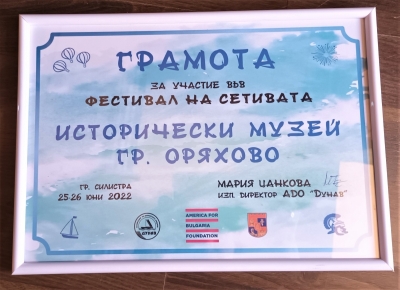 ГРАМОТА
ЗА УЧАСТИЕ ВЪВ
ФЕСТИВАЛ НА СЕТИВАТА
ИСТОРИЧЕСКИ МУЗЕЙ
ГР. ОРЯХОВО
ГР. СИЛИСТРА
25-26 ЮНИ 2022
МАРИЯ ЦАНКОВА
ИЗП. ДИРЕКТОР АДО "ДУНАВ"
AMERICA FOR
BULGARIA
FOUNDATION